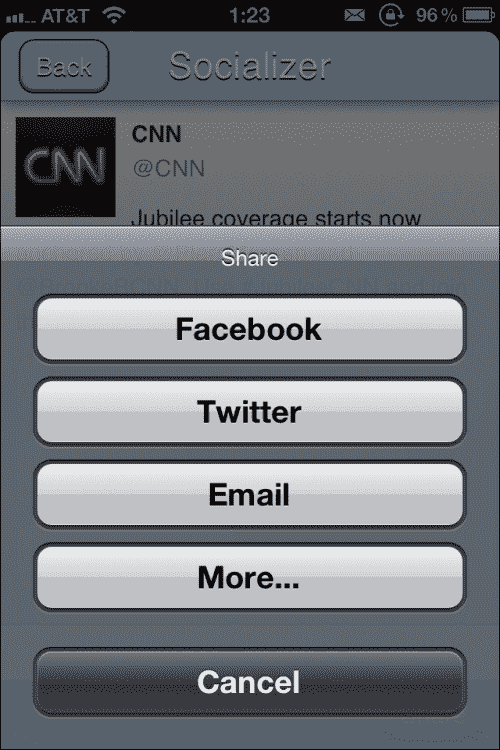 AT&T 1:23 96%
Back Socializer
CNN
CNN
@CNN
Jubilee coverage starts now
Share
Facebook
Twitter
Email
More...
Cancel